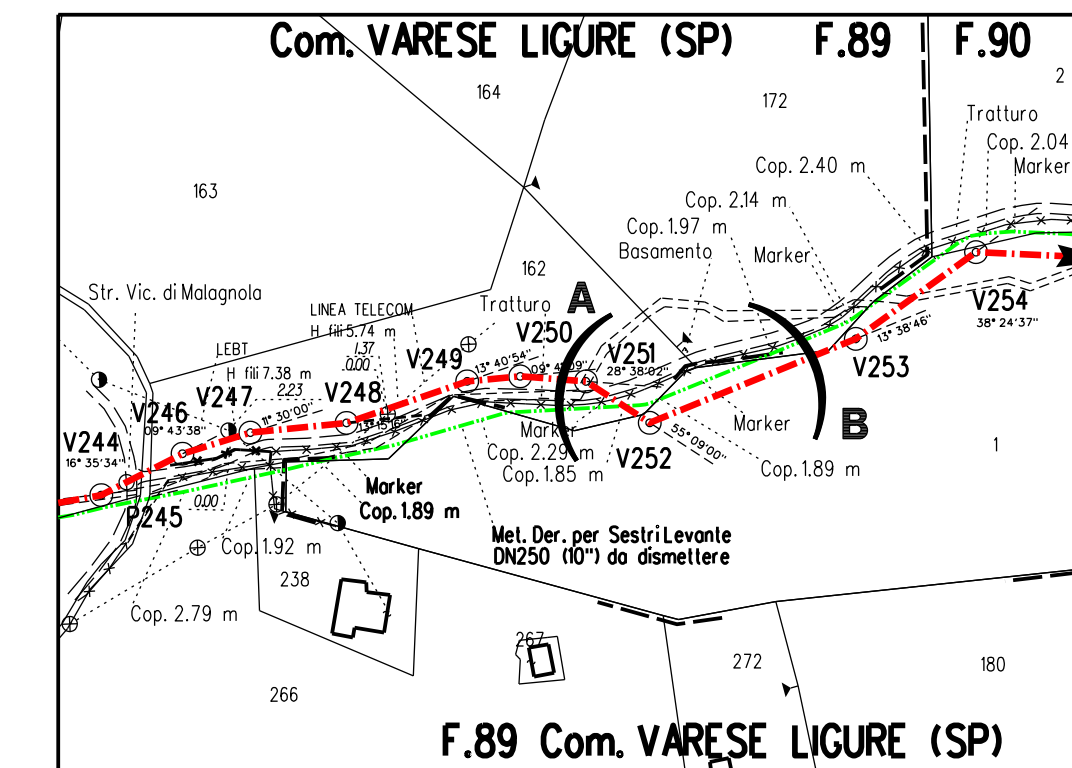 Com. VARESE LIGURE (SP)
F.89
F.90
2
164
172
Tratturo
Cop. 2.04
Marker
Cop. 2.40 m
163
Cop. 2.14 m
Cop. 1.97 m
Basamento
Marker
162
Str. Vic. di Malagnola
LINEA TELECOM
H fili 5.74 m
1.37
0.00
Tratturo
A
V254
38° 24'37"
V250
13° 38'46"
LEBT
H fili 7.38 m
2.23
V249
13° 40'54"
V251
28° 38'02"
V253
V248
V247
11° 30'00"
V246
09° 43'38"
V244
16° 35'34"
Marker
B
55°09'00"
Marker
V252
Cop. 2.29 m
Cop. 1.85 m
Cop. 1.89 m
1
0.00
P245
Marker
Cop. 1.89 m
Cop. 1.92 m
Met. Der. per Sestri Levante
DN250 (10") da dismettere
238
Cop. 2.79 m
267
272
180
266
F.89 Com. VARESE LIGURE (SP)